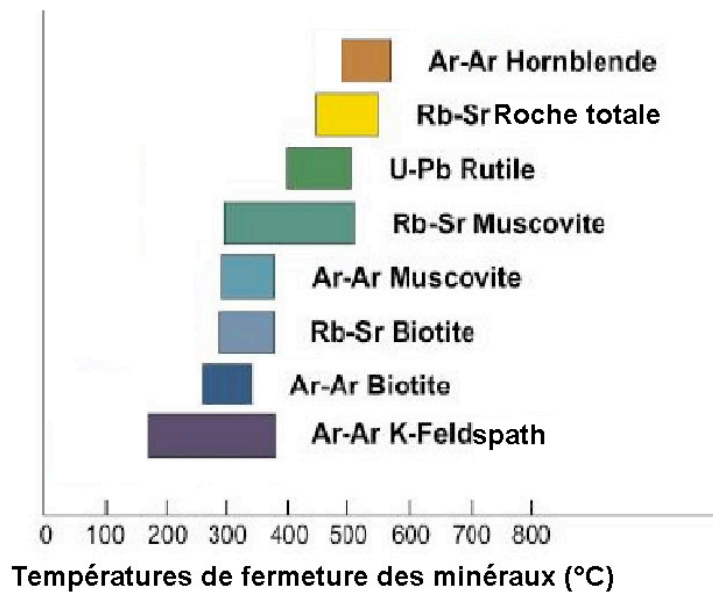 Ar-Ar Hornblende
Rb-Sr Roche totale
U-Pb Rutile
Rb-Sr Muscovite
Ar-Ar Muscovite
Rb-Sr Biotite
Ar-Ar Biotite
Ar-Ar K-Feldspath
0 100 200 300 400 500 600 700 800
Températures de fermeture des minéraux (°C)